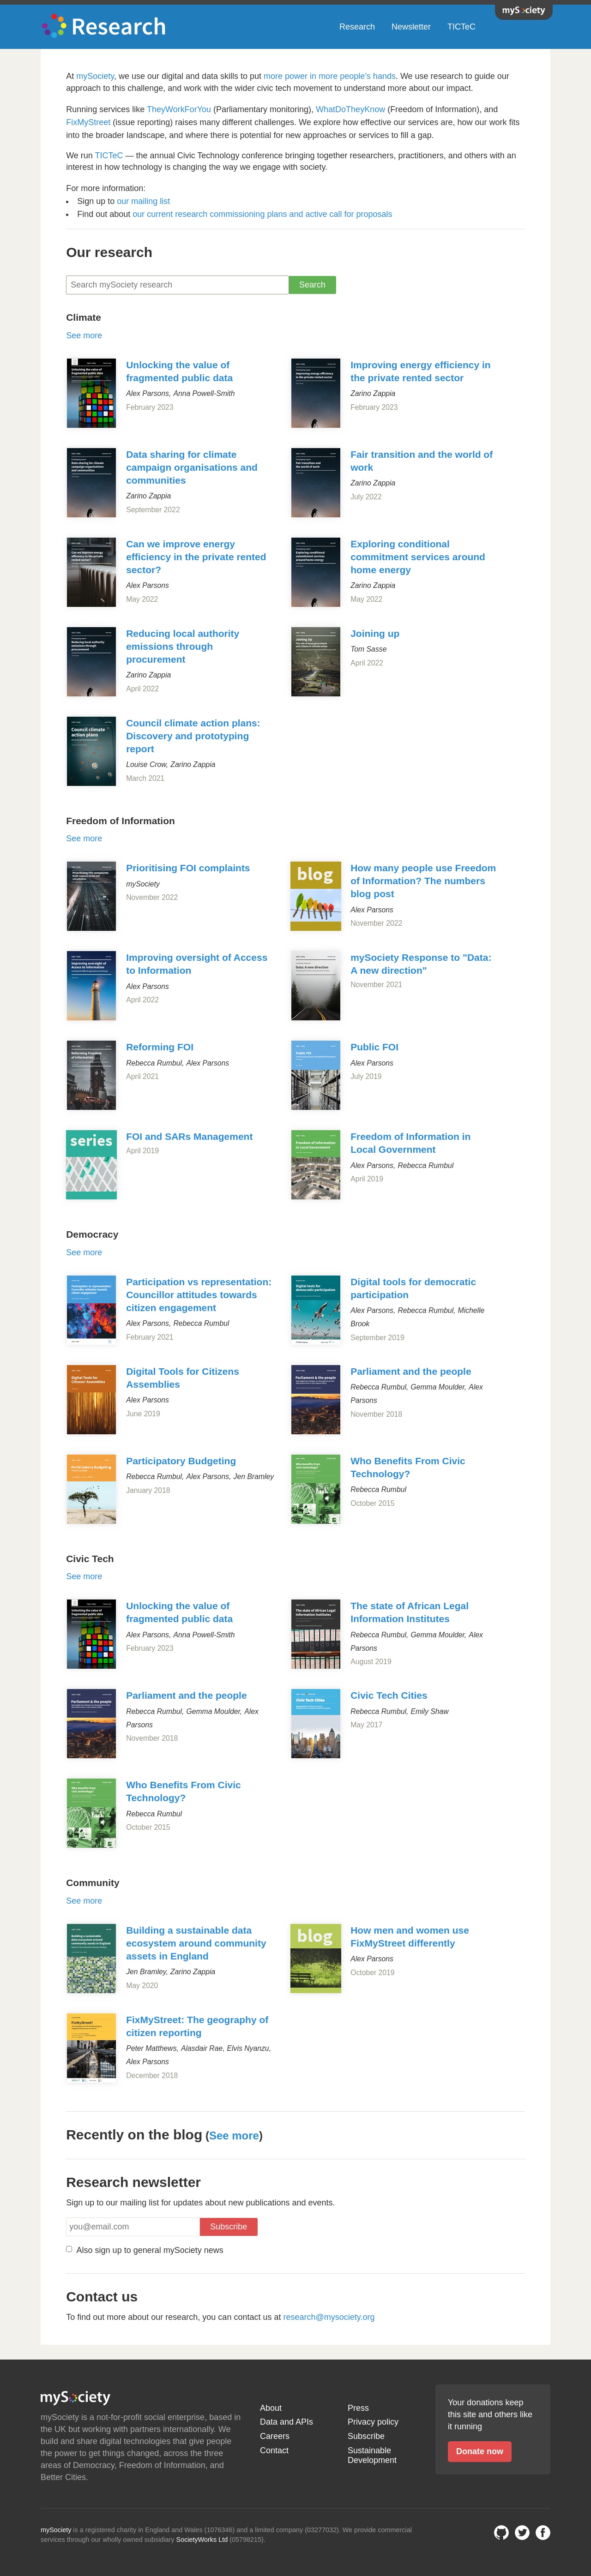 mySociety
Research
Research Newsletter TICTeC
At mySociety, we use our digital and data skills to put more power in more people's hands. We use research to guide our
approach to this challenge, and work with the wider civic tech movement to understand more about our impact.
Running services like TheyWorkForYou (Parliamentary monitoring), WhatDoTheyKnow (Freedom of Information), and
FixMyStreet (issue reporting) raises many different challenges. We explore how effective our services are, how our work fits
into the broader landscape, and where there is potential for new approaches or services to fill a gap.
We run TICTeC — the annual Civic Technology conference bringing together researchers, practitioners, and others with an
interest in how technology is changing the way we engage with society.
For more information:
• Sign up to our mailing list
• Find out about our current research commissioning plans and active call for proposals
Our research
Search mySociety research
Search
Climate
See more
Unlocking the value of
fragmented public data
Alex Parsons, Anna Powell-Smith
February 2023
Improving energy efficiency in
the private rented sector
Zarino Zappia
February 2023
Data sharing for climate
campaign organisations and
communities
Zarino Zappia
September 2022
Fair transition and the world of
work
Zarino Zappia
July 2022
Can we improve energy
efficiency in the private rented
sector?
Alex Parsons
May 2022
Exploring conditional
commitment services around
home energy
Zarino Zappia
May 2022
Reducing local authority
emissions through
procurement
Zarino Zappia
April 2022
Joining up
Tom Sasse
April 2022
Council climate action plans:
Discovery and prototyping
report
Louise Crow, Zarino Zappia
March 2021
Freedom of Information
See more
Prioritising FOI complaints
mySociety
November 2022
blog
How many people use Freedom
of Information? The numbers
blog post
Alex Parsons
November 2022
Improving oversight of Access
to Information
Alex Parsons
April 2022
mySociety Response to "Data:
A new direction"
November 2021
Reforming FOI
Rebecca Rumbul, Alex Parsons
April 2021
Public FOI
Alex Parsons
July 2019
series
FOI and SARs Management
April 2019
Freedom of Information in
Local Government
Alex Parsons, Rebecca Rumbul
April 2019
Democracy
See more
Participation vs representation:
Councillor attitudes towards
citizen engagement
Alex Parsons, Rebecca Rumbul
February 2021
Digital tools for democratic
participation
Alex Parsons, Rebecca Rumbul, Michelle
Brook
September 2019
Digital Tools for Citizens
Assemblies
Alex Parsons
June 2019
Parliament and the people
Rebecca Rumbul, Gemma Moulder, Alex
Parsons
November 2018
Participatory Budgeting
Rebecca Rumbul, Alex Parsons, Jen Bramley
January 2018
Who Benefits From Civic
Technology?
Rebecca Rumbul
October 2015
Civic Tech
See more
Unlocking the value of
fragmented public data
Alex Parsons, Anna Powell-Smith
February 2023
The state of African Legal
Information Institutes
Rebecca Rumbul, Gemma Moulder, Alex
Parsons
August 2019
Parliament and the people
Rebecca Rumbul, Gemma Moulder, Alex
Parsons
November 2018
Civic Tech Cities
Rebecca Rumbul, Emily Shaw
May 2017
Who Benefits From Civic
Technology?
Rebecca Rumbul
October 2015
Community
See more
Building a sustainable data
ecosystem around community
assets in England
Jen Bramley, Zarino Zappia
May 2020
blog
How men and women use
FixMyStreet differently
Alex Parsons
October 2019
FixMyStreet: The geography of
citizen reporting
Peter Matthews, Alasdair Rae, Elvis Nyanzu,
Alex Parsons
December 2018
Recently on the blog (See more)
Research newsletter
Sign up to our mailing list for updates about new publications and events.
you@email.com
Subscribe
Also sign up to general mySociety news
Contact us
To find out more about our research, you can contact us at research@mysociety.org
mySociety
mySociety is a not-for-profit social enterprise, based in
the UK but working with partners internationally. We
build and share digital technologies that give people
the power to get things changed, across the three
areas of Democracy, Freedom of Information, and
Better Cities.
About
Data and APIs
Careers
Contact
Press
Privacy policy
Subscribe
Sustainable
Development
Your donations keep
this site and others like
it running
Donate now
mySociety is a registered charity in England and Wales (1076346) and a limited company (03277032). We provide commercial
services through our wholly owned subsidiary SocietyWorks Ltd (05798215).